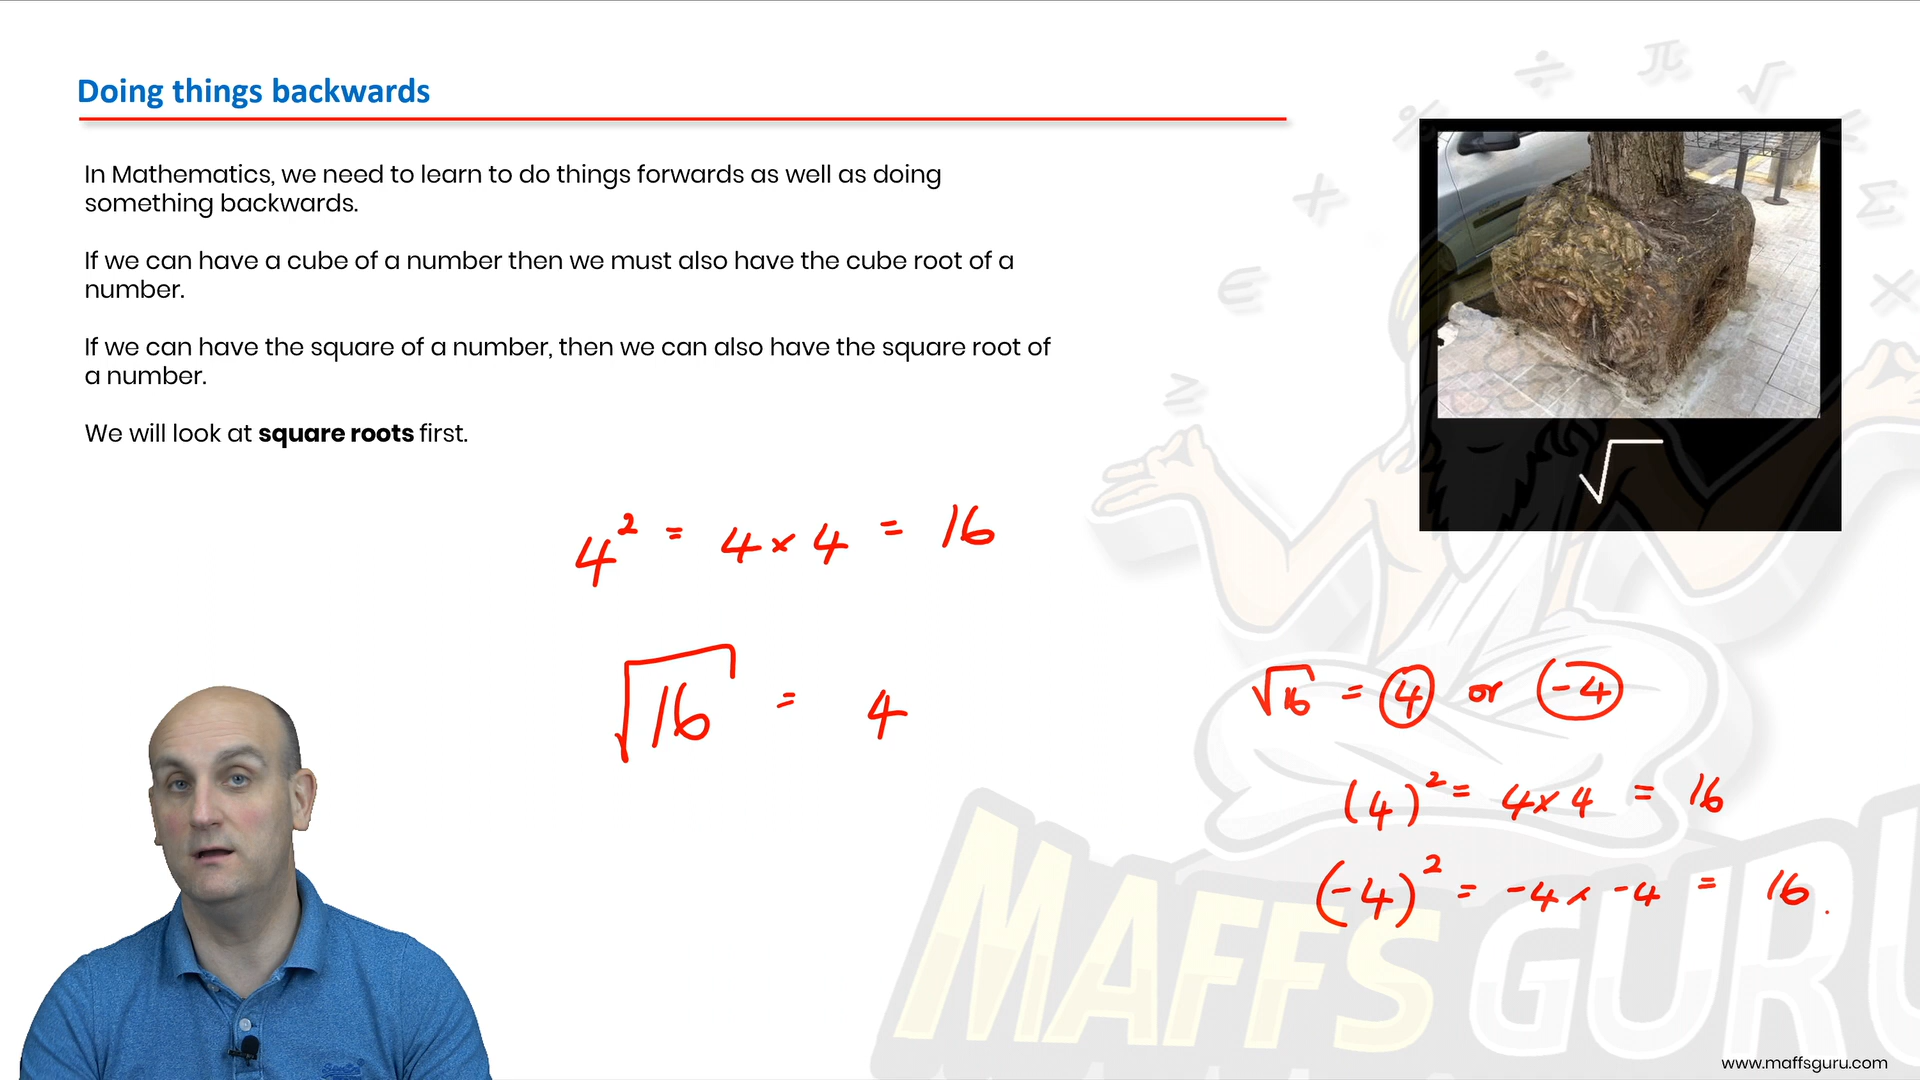 Doing things backwards
In Mathematics, we need to learn to do things forwards as well as doing
something backwards.
If we can have a cube of a number then we must also have the cube root of a
number.
If we can have the square of a number, then we can also have the square root of
a number.
We will look at square roots first.
4² = 4 × 4 = 16
√16 = 4
√
√16 = 4 or -4
(4)² = 4 × 4 = 16
(-4)² = -4 × -4 = 16.
% ÷ π √ ≤
+ Σ
∈ ×
≥
MAFFS GURU
www.maffsguru.com